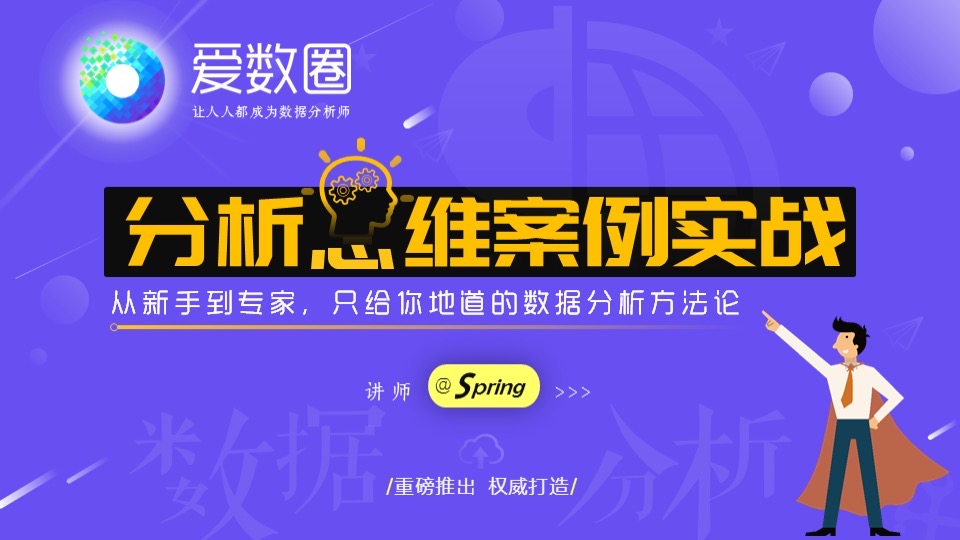 爱数圈
让人人都成为数据分析师
分析思维案例实战
从新手到专家，只给你地道的数据分析方法论
讲师 @Spring >>>
数据分析
/重磅推出 权威打造/